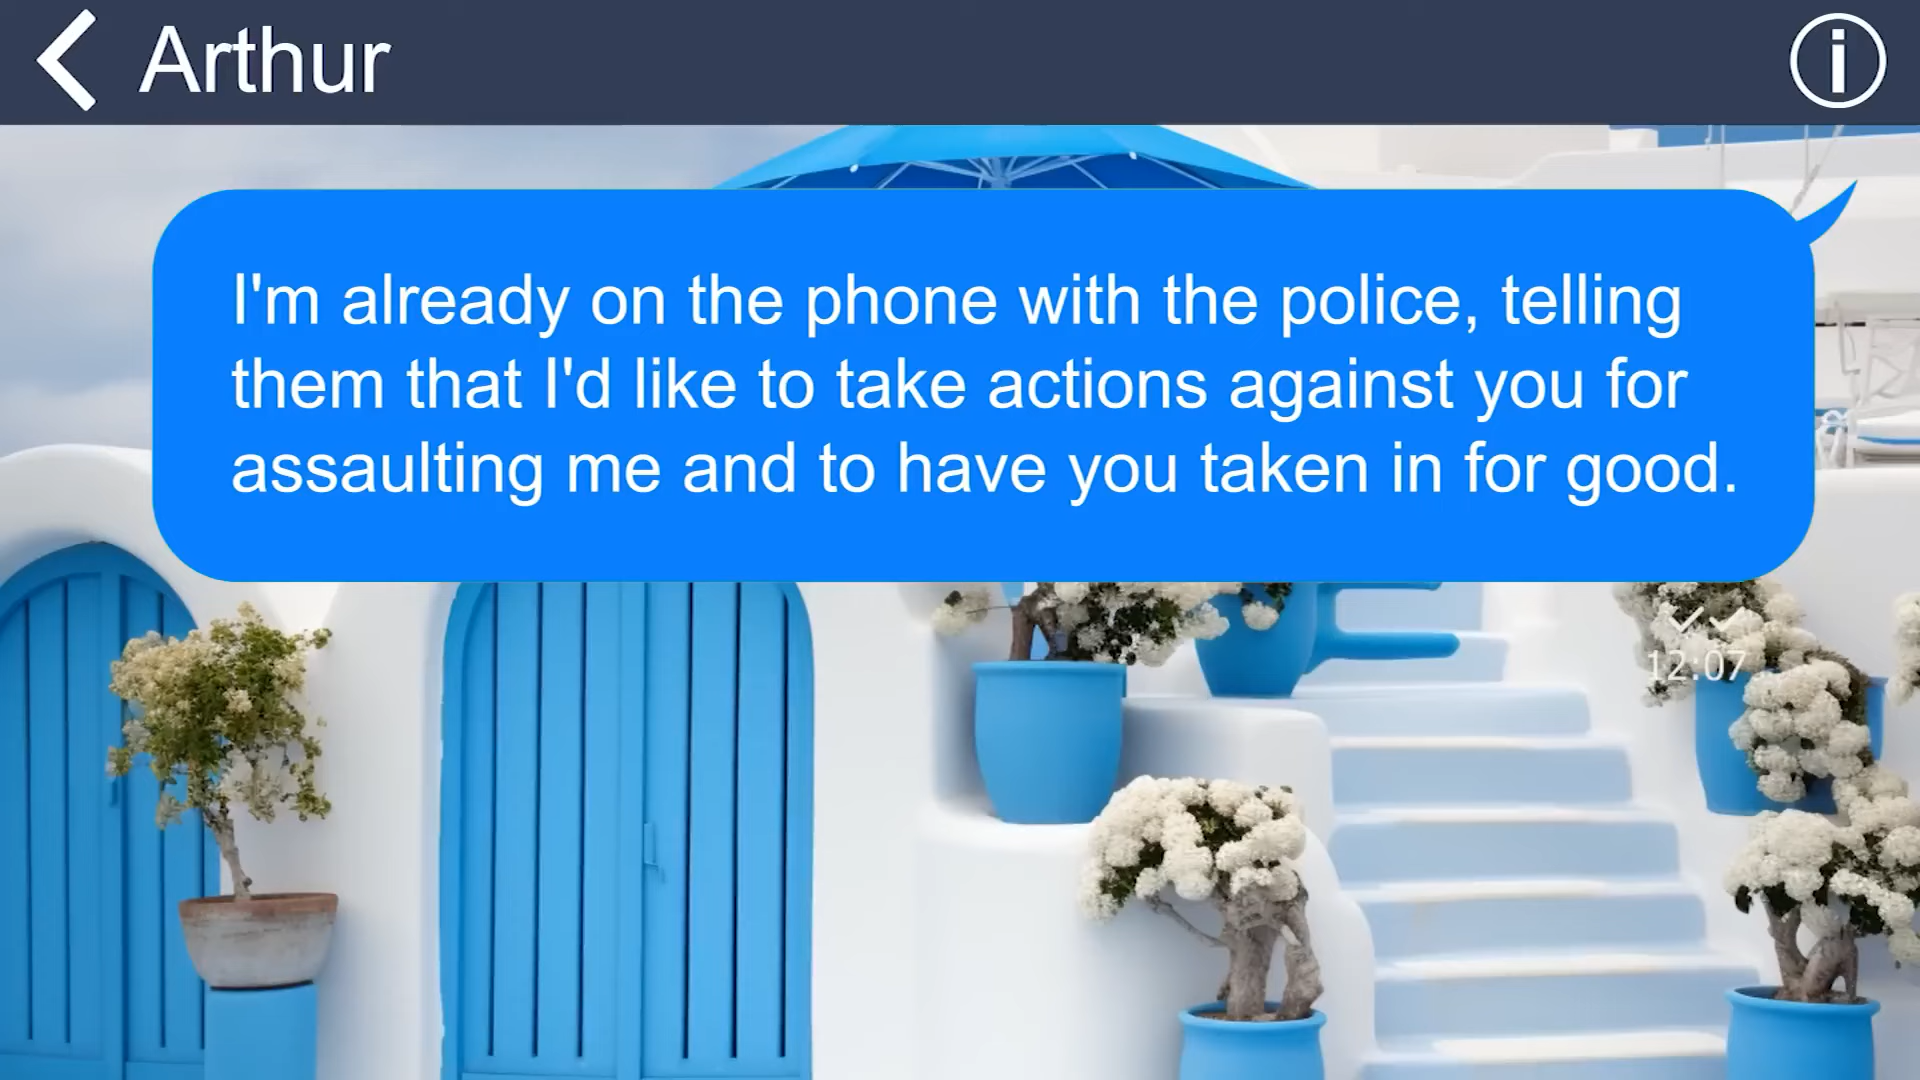 Arthur
I'm already on the phone with the police, telling
them that I'd like to take actions against you for
assaulting me and to have you taken in for good.
12:07